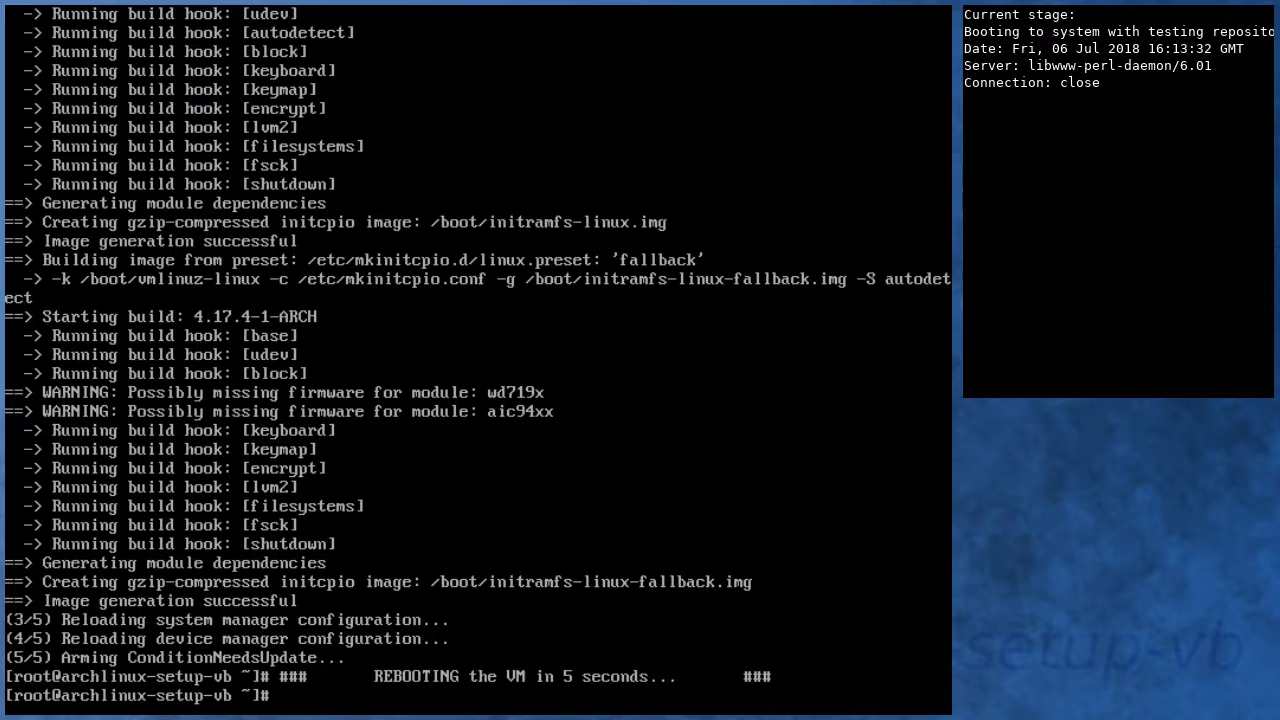 -> Running build hook: [udev]
-> Running build hook: [autodetect]
-> Running build hook: [block]
-> Running build hook: [keyboard]
-> Running build hook: [keymap]
-> Running build hook: [encrypt]
-> Running build hook: [lvm2]
-> Running build hook: [filesystems]
-> Running build hook: [fsck]
-> Running build hook: [shutdown]
==> Generating module dependencies
==> Creating gzip-compressed initcpio image: /boot/initramfs-linux.img
==> Image generation successful
==> Building image from preset: /etc/mkinitcpio.d/linux.preset: 'fallback'
-> -k /boot/vmlinuz-linux -c /etc/mkinitcpio.conf -g /boot/initramfs-linux-fallback.img -S autodet
ect
==> Starting build: 4.17.4-1-ARCH
-> Running build hook: [base]
-> Running build hook: [udev]
-> Running build hook: [block]
==> WARNING: Possibly missing firmware for module: wd719x
==> WARNING: Possibly missing firmware for module: aic94xx
-> Running build hook: [keyboard]
-> Running build hook: [keymap]
-> Running build hook: [encrypt]
-> Running build hook: [lvm2]
-> Running build hook: [filesystems]
-> Running build hook: [fsck]
-> Running build hook: [shutdown]
==> Generating module dependencies
==> Creating gzip-compressed initcpio image: /boot/initramfs-linux-fallback.img
==> Image generation successful
(3/5) Reloading system manager configuration...
(4/5) Reloading device manager configuration...
(5/5) Arming ConditionNeedsUpdate...
[root@archlinux-setup-vb ~]# ### REBOOTING the VM in 5 seconds... ###
[root@archlinux-setup-vb ~]#
Current stage:
Booting to system with testing reposito
Date: Fri, 06 Jul 2018 16:13:32 GMT
Server: libwww-perl-daemon/6.01
Connection: close
-setup-vb